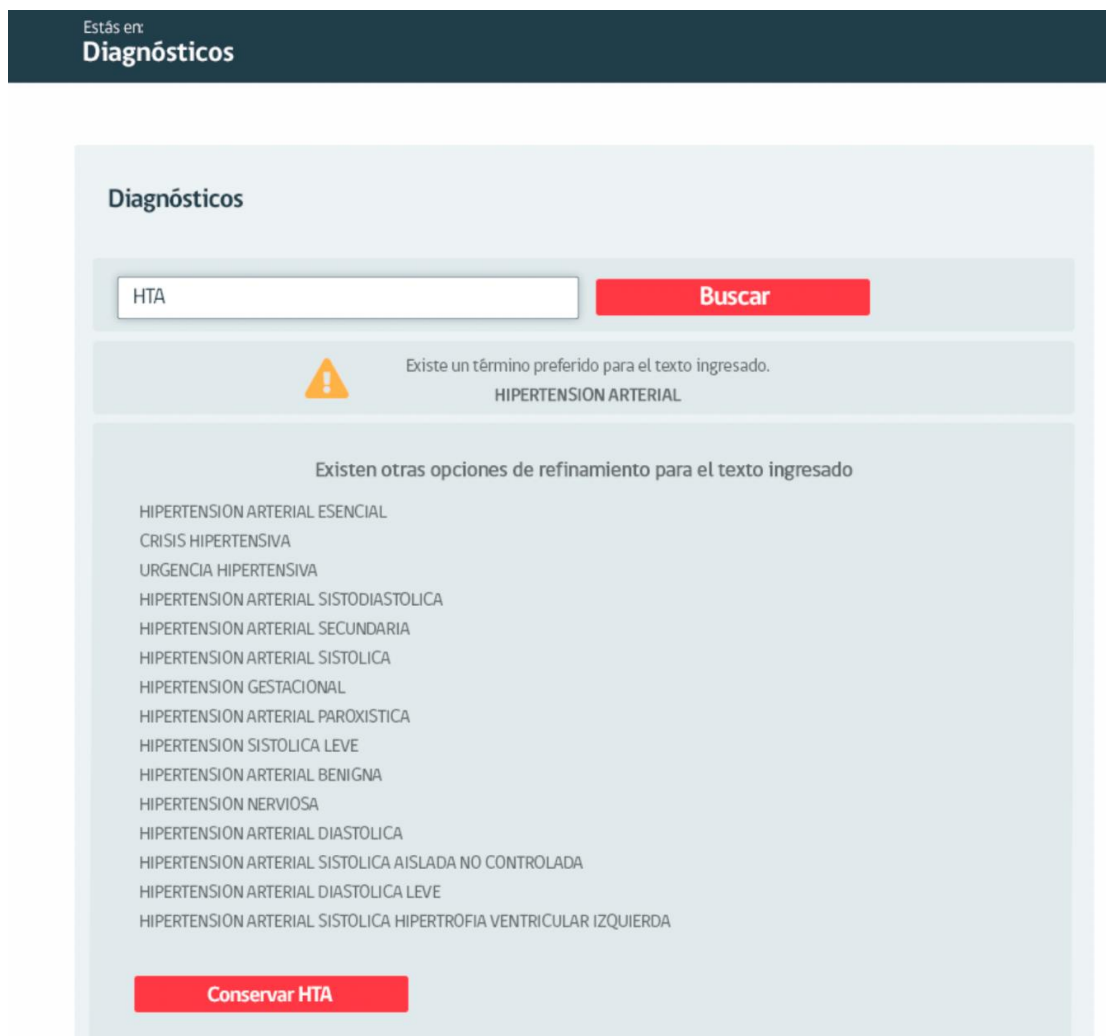 Estás en:
Diagnósticos
Diagnósticos
HTA
Buscar
Existe un término preferido para el texto ingresado.
HIPERTENSION ARTERIAL
Existen otras opciones de refinamiento para el texto ingresado
HIPERTENSION ARTERIAL ESENCIAL
CRISIS HIPERTENSIVA
URGENCIA HIPERTENSIVA
HIPERTENSION ARTERIAL SISTODIASTOLICA
HIPERTENSION ARTERIAL SECUNDARIA
HIPERTENSION ARTERIAL SISTOLICA
HIPERTENSION GESTACIONAL
HIPERTENSION ARTERIAL PAROXISTICA
HIPERTENSION SISTOLICA LEVE
HIPERTENSION ARTERIAL BENIGNA
HIPERTENSION NERVIOSA
HIPERTENSION ARTERIAL DIASTOLICA
HIPERTENSION ARTERIAL SISTOLICA AISLADA NO CONTROLADA
HIPERTENSION ARTERIAL DIASTOLICA LEVE
HIPERTENSION ARTERIAL SISTOLICA HIPERTROFIA VENTRICULAR IZQUIERDA
Conservar HTA